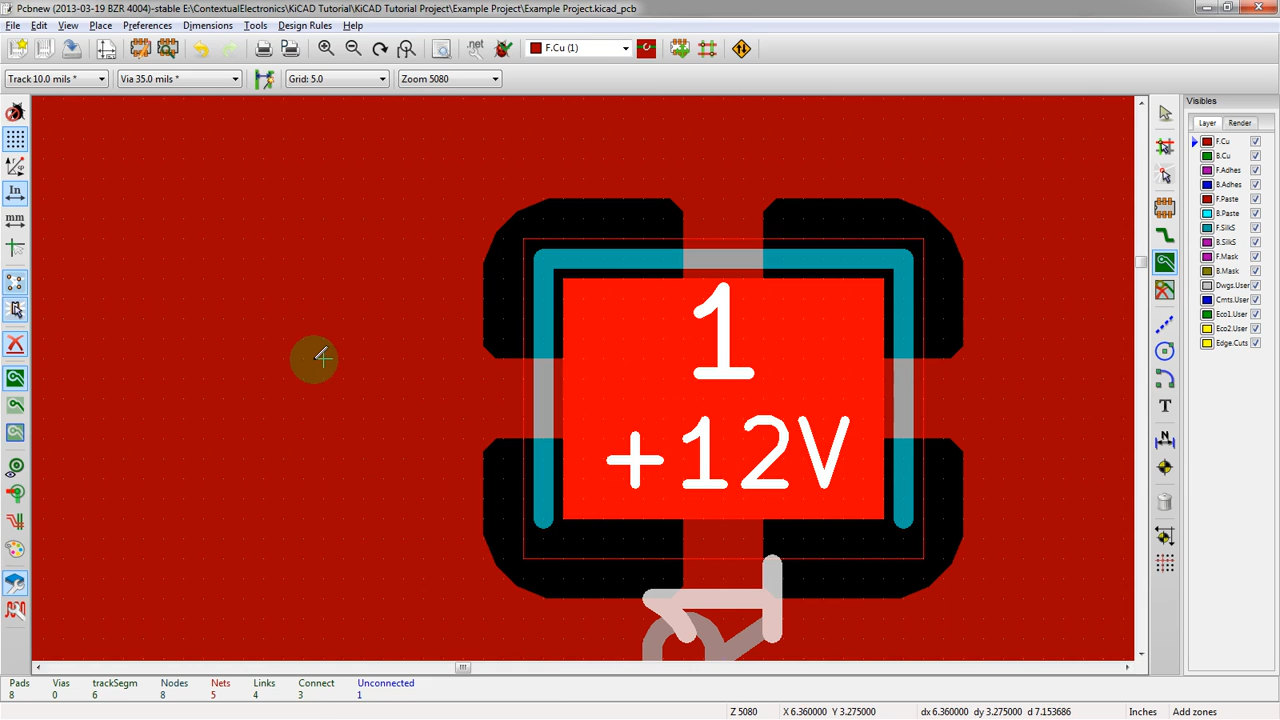 Pcbnew (2013-03-19 BZR 4004)-stable E:\ContextualElectronics\KiCAD Tutorial\KiCAD Tutorial Project\Example Project\Example Project.kicad_pcb
File Edit View Place Preferences Dimensions Tools Design Rules Help
.net F.Cu (1)
Track 10.0 mils * Via 35.0 mils * Grid: 5.0 Zoom 5080
Visibles
Layer Render
F.Cu
B.Cu
F.Adhes
B.Adhes
F.Paste
B.Paste
F.SilkS
B.SilkS
F.Mask
B.Mask
Dwgs.User
Cmts.User
Eco1.User
Eco2.User
Edge.Cuts
In
mm
T
N
1
+12V
Pads Vias trackSegm Nodes Nets Links Connect Unconnected
8 0 6 8 5 4 3 1
Z 5080 X 6.360000 Y 3.275000 dx 6.360000 dy 3.275000 d 7.153686 Inches Add zones